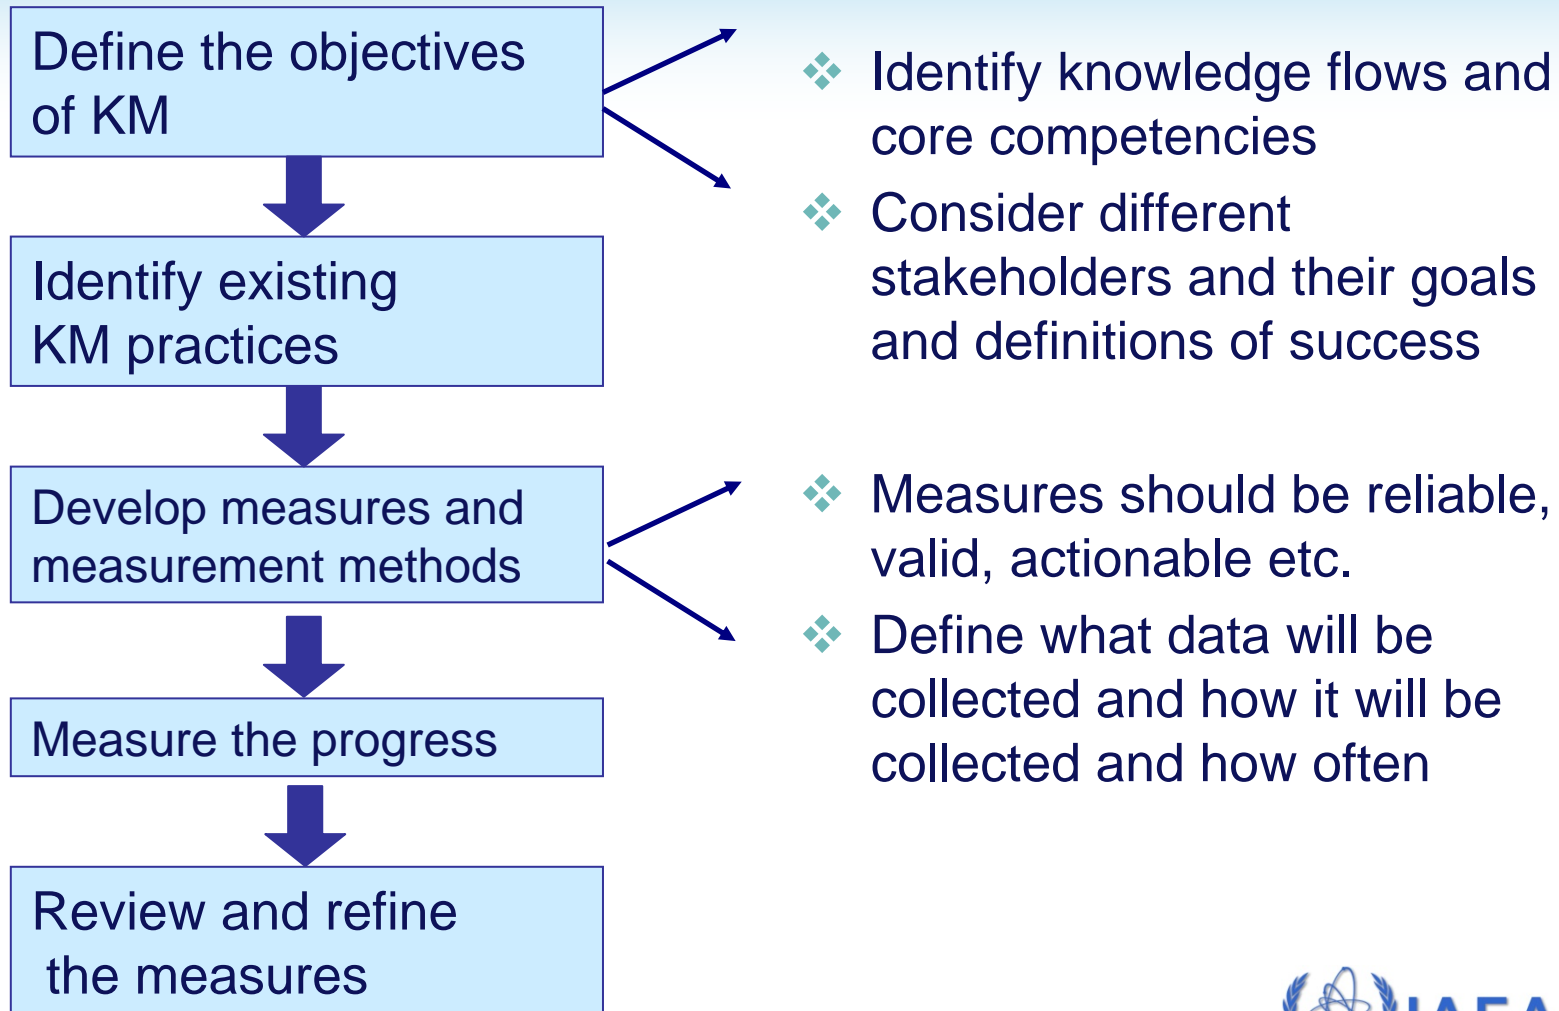 Define the objectives
of KM
❖ Identify knowledge flows and
core competencies
❖ Consider different
stakeholders and their goals
and definitions of success
Identify existing
KM practices
Develop measures and
measurement methods
❖ Measures should be reliable,
valid, actionable etc.
❖ Define what data will be
collected and how it will be
collected and how often
Measure the progress
Review and refine
the measures
IAEA